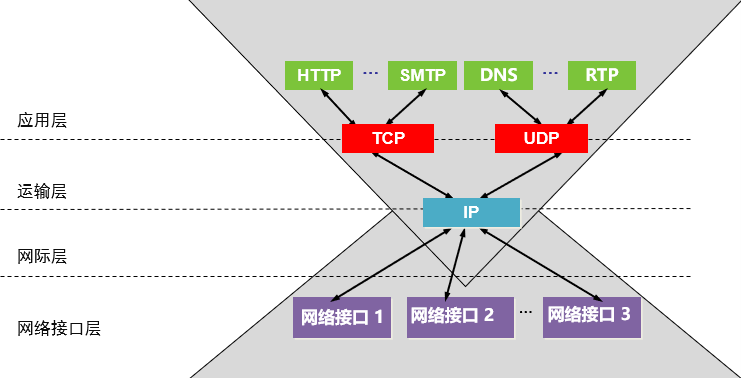 HTTP … SMTP DNS … RTP
应用层
TCP UDP
运输层
IP
网际层
网络接口 1 网络接口 2 … 网络接口 3
网络接口层